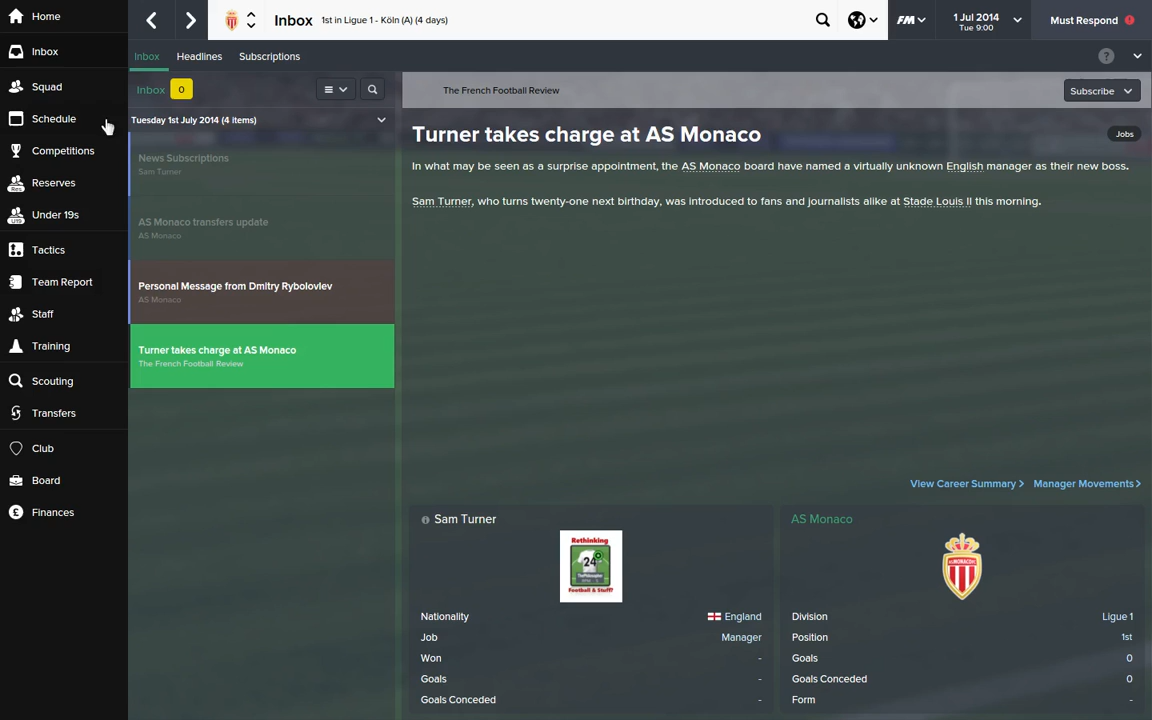 Home
Inbox
Squad
Schedule
Competitions
Reserves
Under 19s
Tactics
Team Report
Staff
Training
Scouting
Transfers
Club
Board
Finances
Inbox 1st in Ligue 1 - Köln (A) (4 days)
FM
1 Jul 2014
Tue 9:00
Must Respond
Inbox Headlines Subscriptions
Inbox 0
Tuesday 1st July 2014 (4 items)
News Subscriptions
Sam Turner
AS Monaco transfers update
AS Monaco
Personal Message from Dmitry Rybolovlev
AS Monaco
Turner takes charge at AS Monaco
The French Football Review
The French Football Review
Subscribe
Turner takes charge at AS Monaco
Jobs
In what may be seen as a surprise appointment, the AS Monaco board have named a virtually unknown English manager as their new boss.
Sam Turner, who turns twenty-one next birthday, was introduced to fans and journalists alike at Stade Louis II this morning.
View Career Summary > Manager Movements >
Sam Turner
Rethinking
24
Football & Stuff?
Nationality England
Job Manager
Won -
Goals -
Goals Conceded -
AS Monaco
Division Ligue 1
Position 1st
Goals 0
Goals Conceded 0
Form -